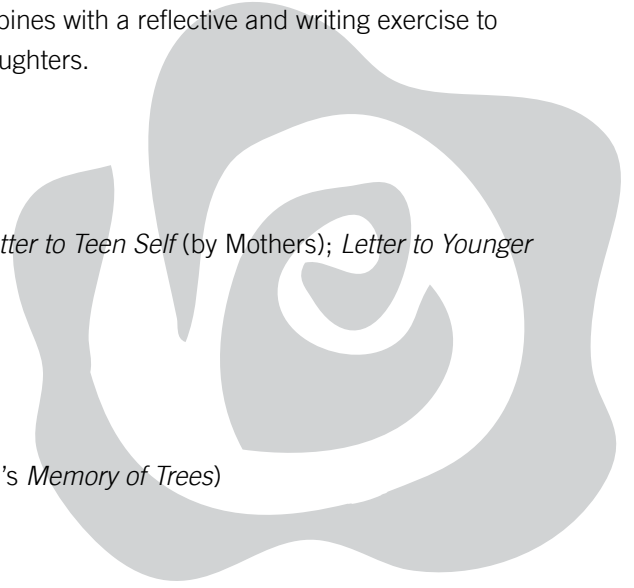 bines with a reflective and writing exercise to
ughters.
tter to Teen Self (by Mothers); Letter to Younger
's Memory of Trees)